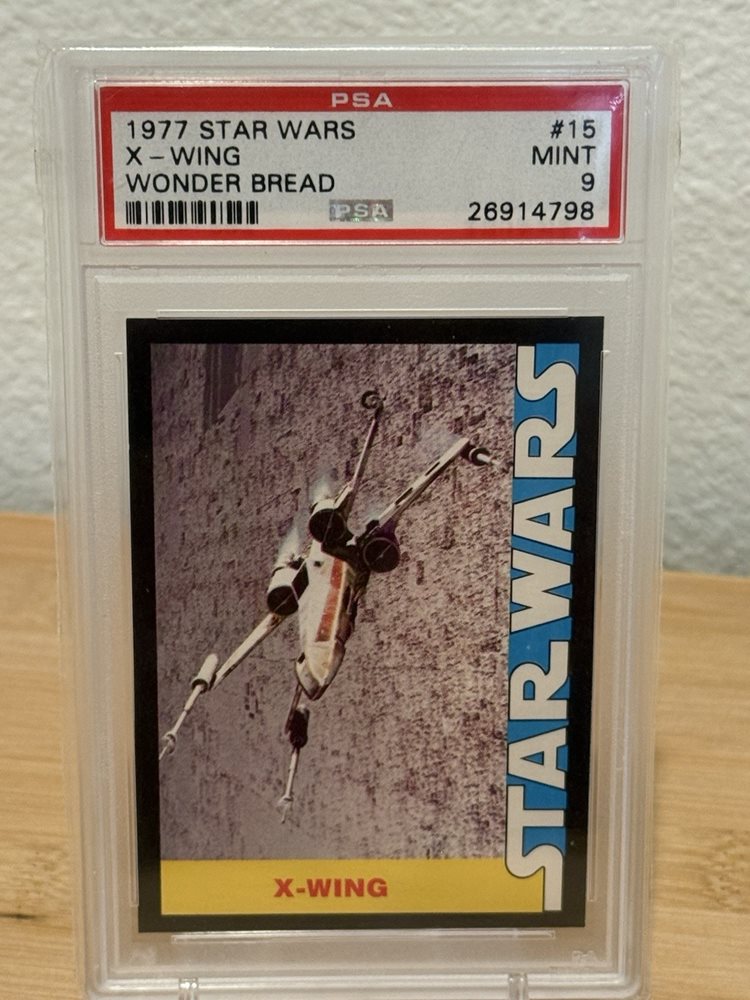 PSA
1977 STAR WARS #15
X-WING MINT
WONDER BREAD 9
PSA 26914798
STAR WARS
X-WING